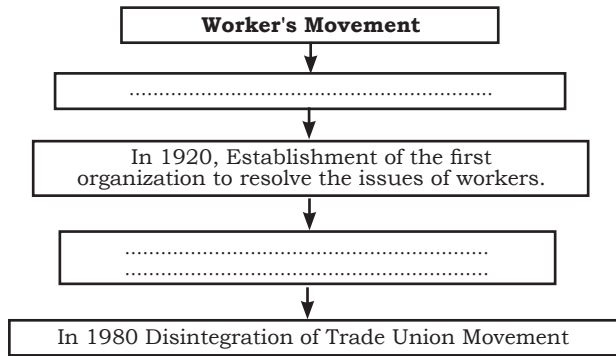 Worker's Movement
.............................................................
In 1920, Establishment of the first
organization to resolve the issues of workers.
.............................................................
.............................................................
In 1980 Disintegration of Trade Union Movement